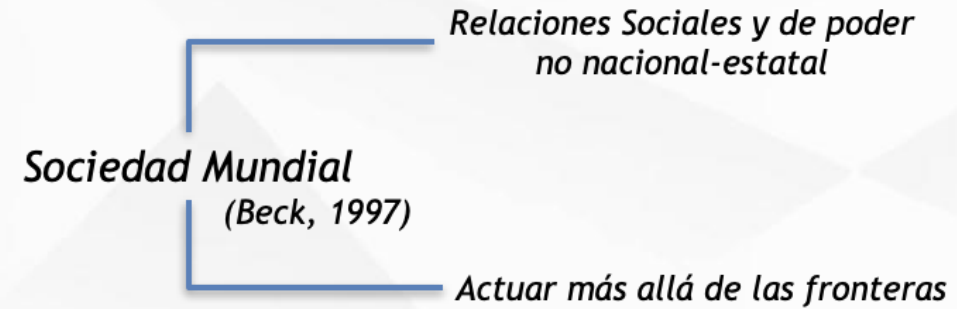 Relaciones Sociales y de poder
no nacional-estatal
Sociedad Mundial
(Beck, 1997)
Actuar más allá de las fronteras